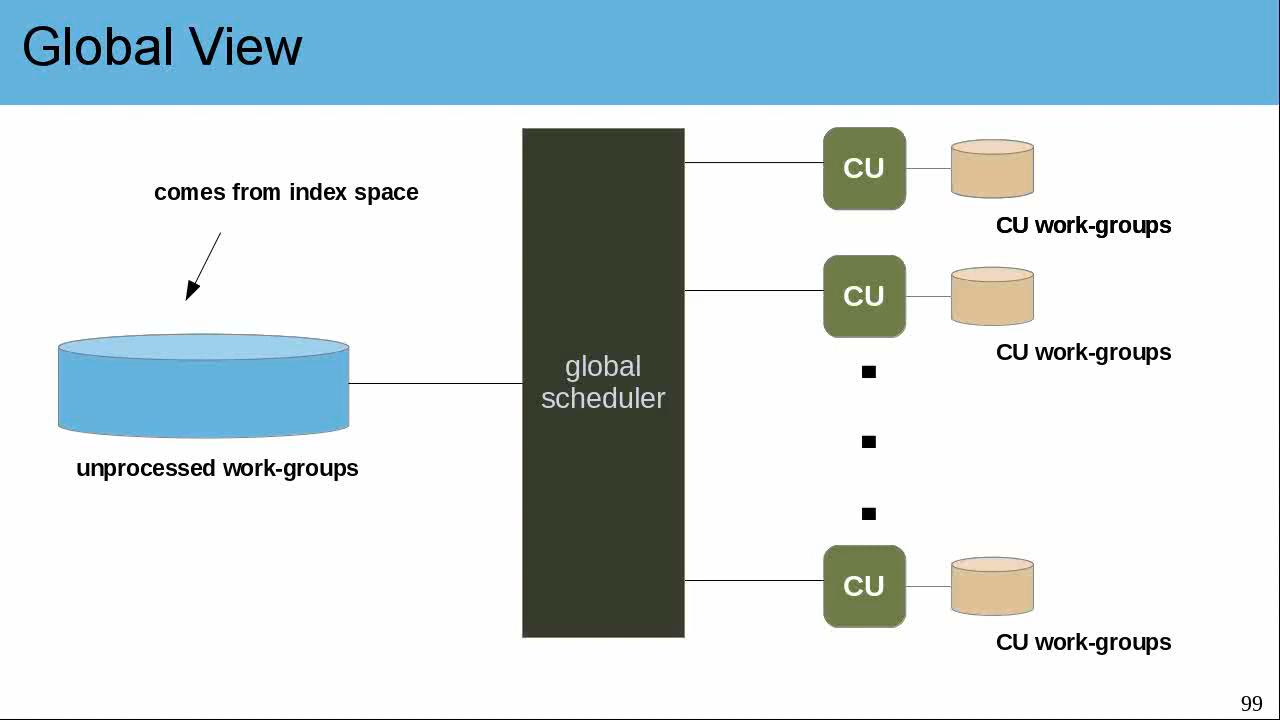 Global View
comes from index space
unprocessed work-groups
global
scheduler
CU
CU work-groups
CU
CU work-groups
CU
CU work-groups
99